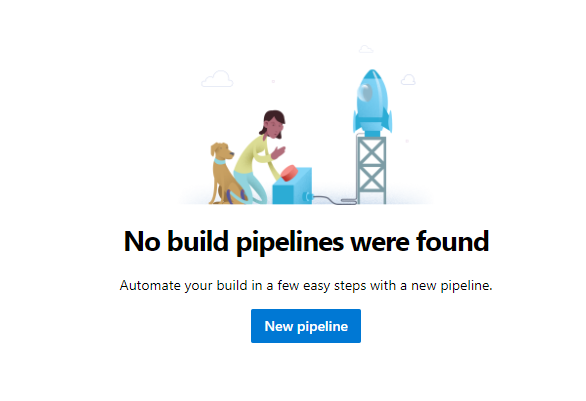 No build pipelines were found
Automate your build in a few easy steps with a new pipeline.
New pipeline